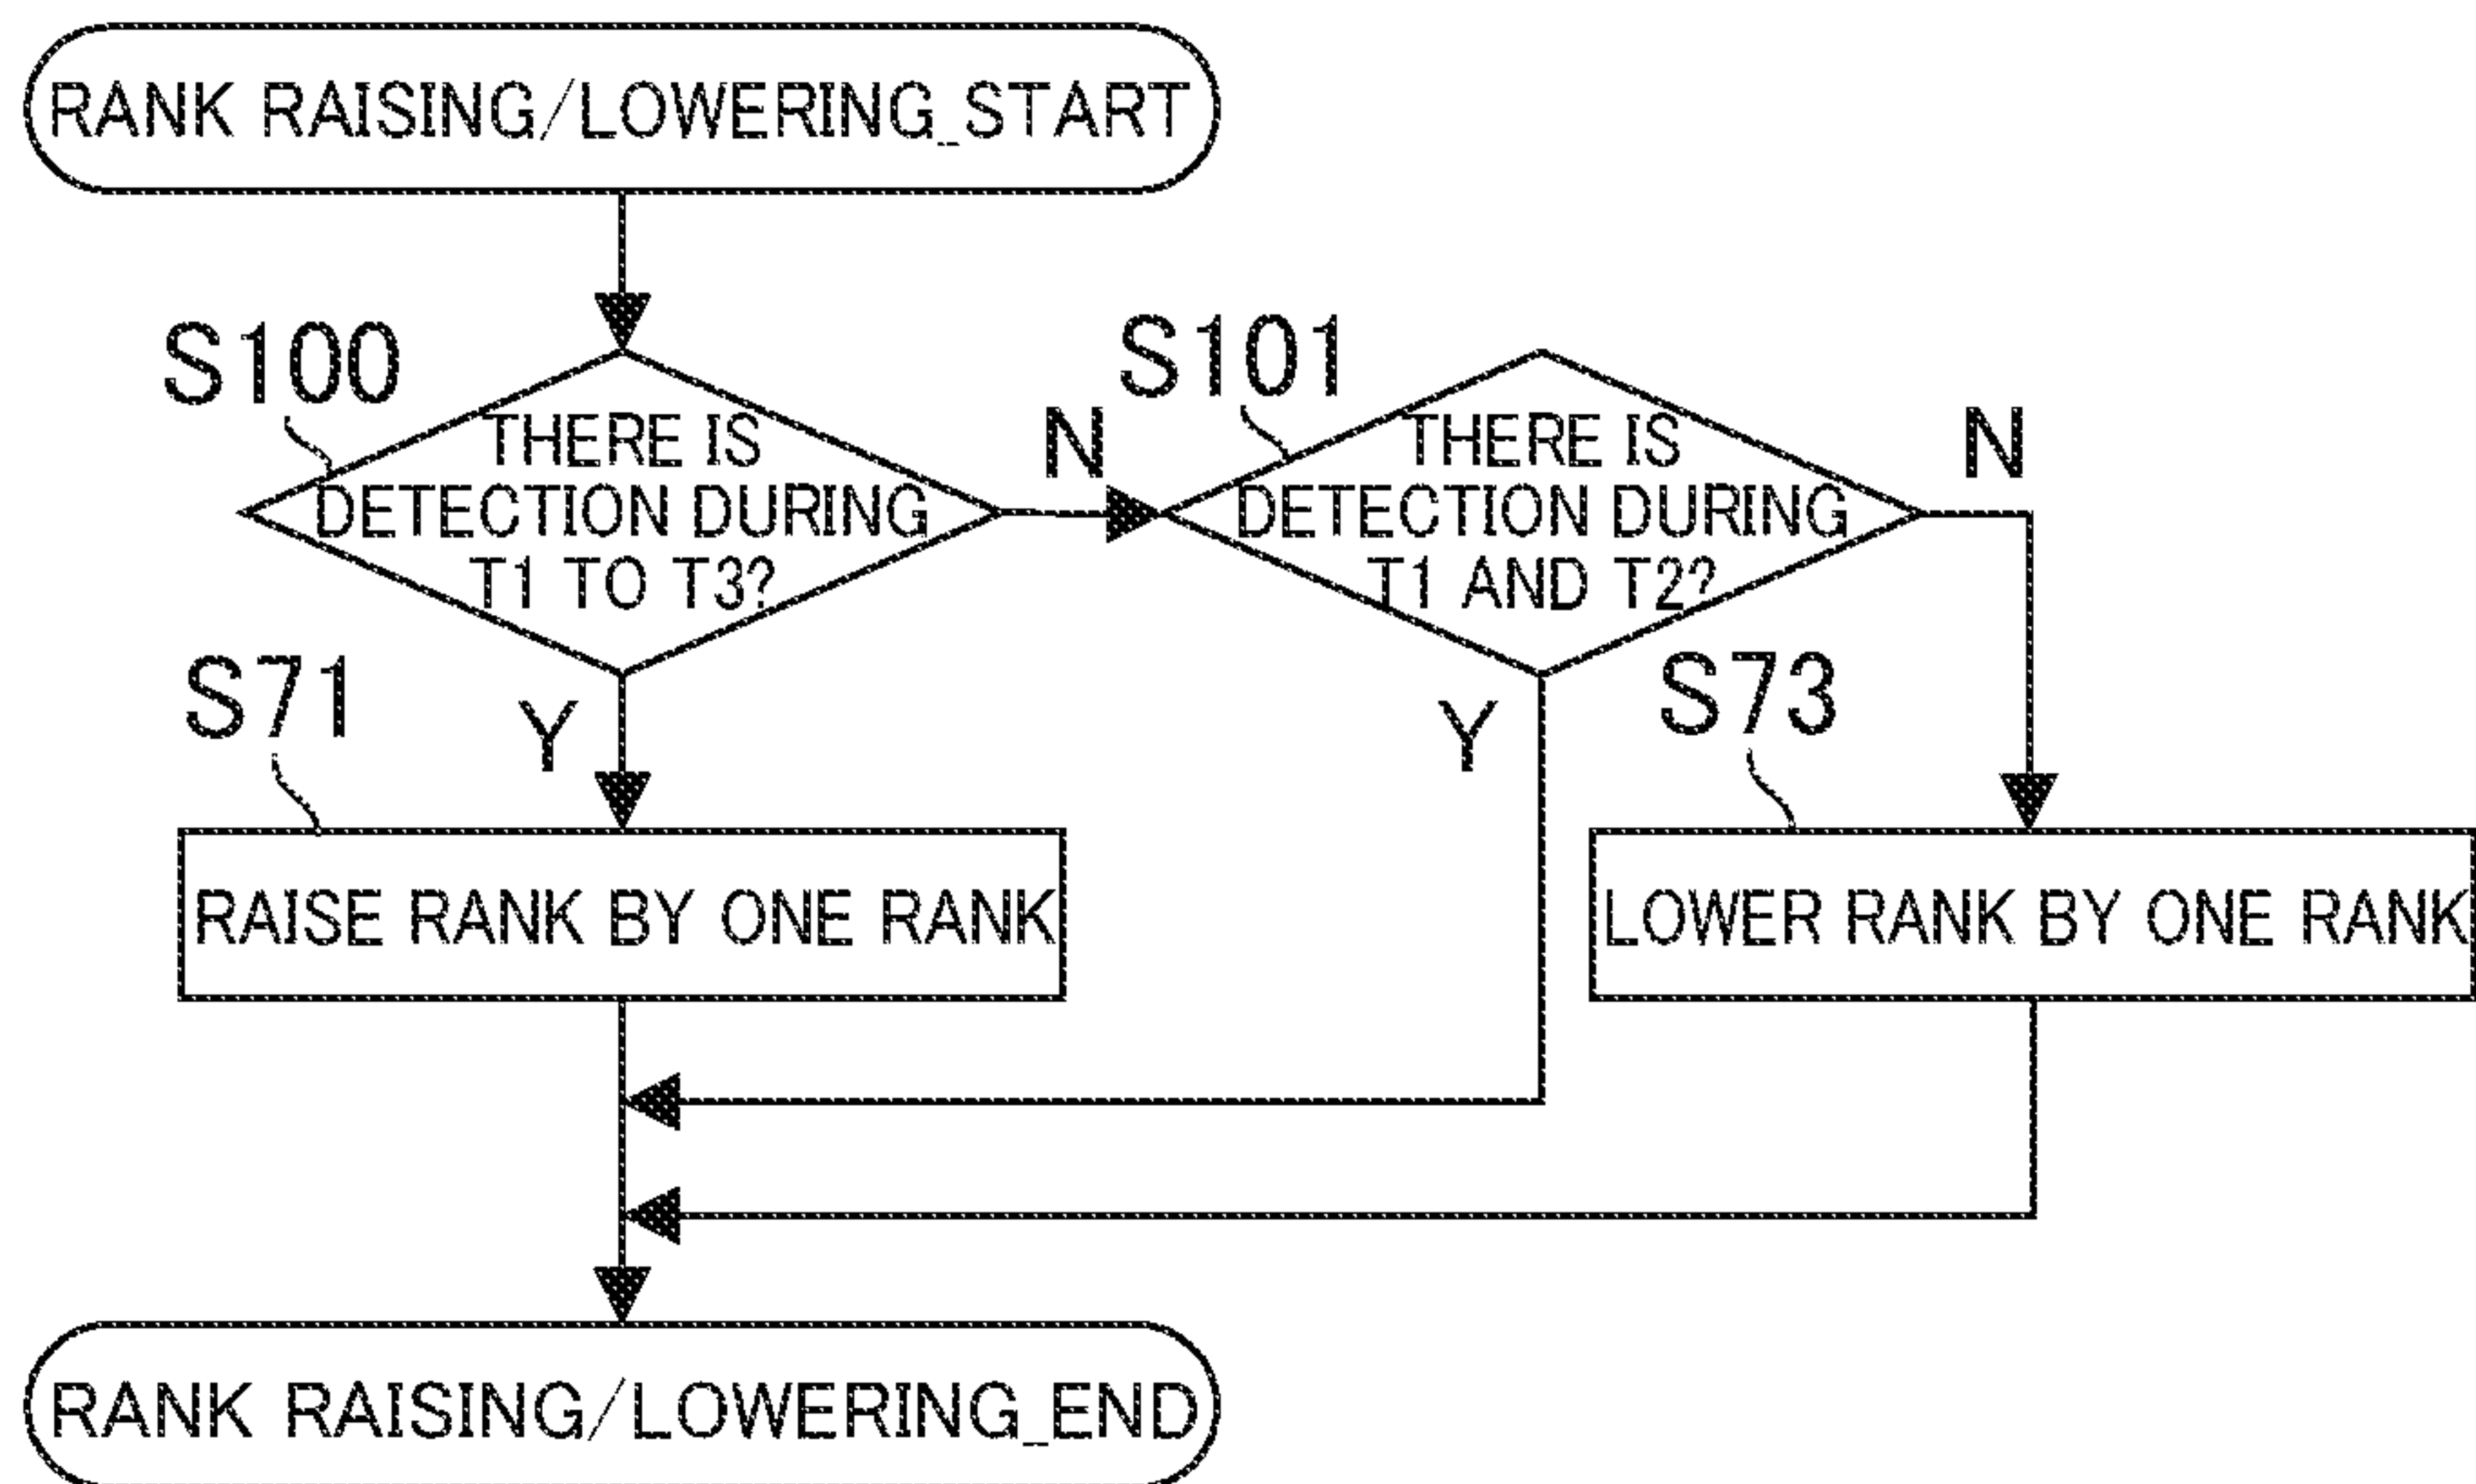 RANK RAISING/LOWERING_START
S100
THERE IS
DETECTION DURING
T1 TO T3?
N
S101
THERE IS
DETECTION DURING
T1 AND T2?
N
S71
Y
RAISE RANK BY ONE RANK
Y
S73
LOWER RANK BY ONE RANK
RANK RAISING/LOWERING_END